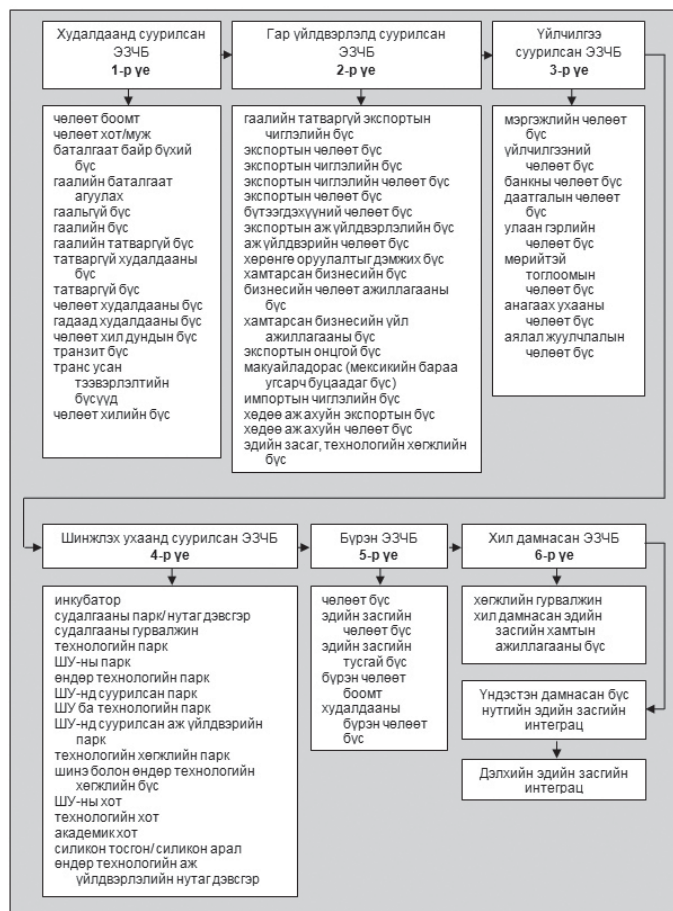 Худалдаанд суурилсан
ЭЗЧБ
1-р үе
чөлөөт боомт
чөлөөт хот/муж
баталгаат байр бүхий
бүс
гаалийн баталгаат
агуулах
гаальгүй бүс
гаалийн бүс
гаалийн татваргүй бүс
татваргүй худалдааны
бүс
татваргүй бүс
чөлөөт худалдааны бүс
гадаад худалдааны бүс
чөлөөт хил дундын бүс
транзит бүс
транс усан
тээвэрлэлтийн
бүсүүд
чөлөөт хилийн бүс
Гар үйлдвэрлэлд суурилсан
ЭЗЧБ
2-р үе
гаалийн татваргүй экспортын
чиглэлийн бүс
экспортын чөлөөт бүс
экспортын чиглэлийн бүс
экспортын чиглэлийн чөлөөт бүс
экспортын чөлөөт бүс
бүтээгдэхүүний чөлөөт бүс
экспортын аж үйлдвэрлэлийн бүс
аж үйлдвэрийн чөлөөт бүс
хөрөнгө оруулалтыг дэмжих бүс
хамтарсан бизнесийн бүс
бизнесийн чөлөөт ажиллагааны
бүс
хамтарсан бизнесийн үйл
ажиллагааны бүс
экспортын онцгой бүс
макуайладорас (мексикийн бараа
угсарч буцаадаг бүс)
импортын чиглэлийн бүс
хөдөө аж ахуйн экспортын бүс
хөдөө аж ахуйн чөлөөт бүс
эдийн засаг, технологийн хөгжлийн
бүс
Үйлчилгээ
суурилсан ЭЗЧБ
3-р үе
мэргэжлийн чөлөөт
бүс
үйлчилгээний
чөлөөт бүс
банкны чөлөөт бүс
даатгалын чөлөөт
бүс
улаан гэрлийн
чөлөөт бүс
мөрийтэй
тоглоомын
чөлөөт бүс
анагаах ухааны
чөлөөт бүс
аялал жуулчлалын
чөлөөт бүс
Шинжлэх ухаанд суурилсан ЭЗЧБ
4-р үе
инкубатор
судалгааны парк/ нутаг дэвсгэр
судалгааны гурвалжин
технологийн парк
ШУ-ны парк
өндөр технологийн парк
ШУ-нд суурилсан парк
ШУ ба технологийн парк
ШУ-нд суурилсан аж үйлдвэрийн
парк
технологийн хөгжлийн парк
шинэ болон өндөр технологийн
хөгжлийн бүс
ШУ-ны хот
технологийн хот
академик хот
силикон тосгон/ силикон арал
өндөр технологийн аж
үйлдвэрлэлийн нутаг дэвсгэр
Бүрэн ЭЗЧБ
5-р үе
чөлөөт бүс
эдийн засгийн
чөлөөт бүс
эдийн засгийн
тусгай бүс
бүрэн чөлөөт
боомт
худалдааны
бүрэн чөлөөт
бүс
Хил дамнасан ЭЗЧБ
6-р үе
хөгжлийн гурвалжин
хил дамнасан эдийн
засгийн хамтын
ажиллагааны бүс
Үндэстэн дамнасан бүс
нутгийн эдийн засгийн
интеграц
Дэлхийн эдийн засгийн
интеграц